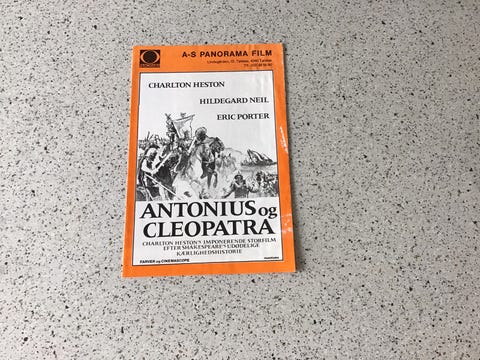 A-S PANORAMA FILM
CHARLTON HESTON
HILDEGARD NEIL
ERIC PORTER
ANTONIUS og
CLEOPATRA
CHARLTON HESTON'S IMPONERENDE STORFILM
EFTER SHAKESPEARE'S UDØDELIGE
KÆRLIGHEDSHISTORIE
FARVER og CINEMASCOPE